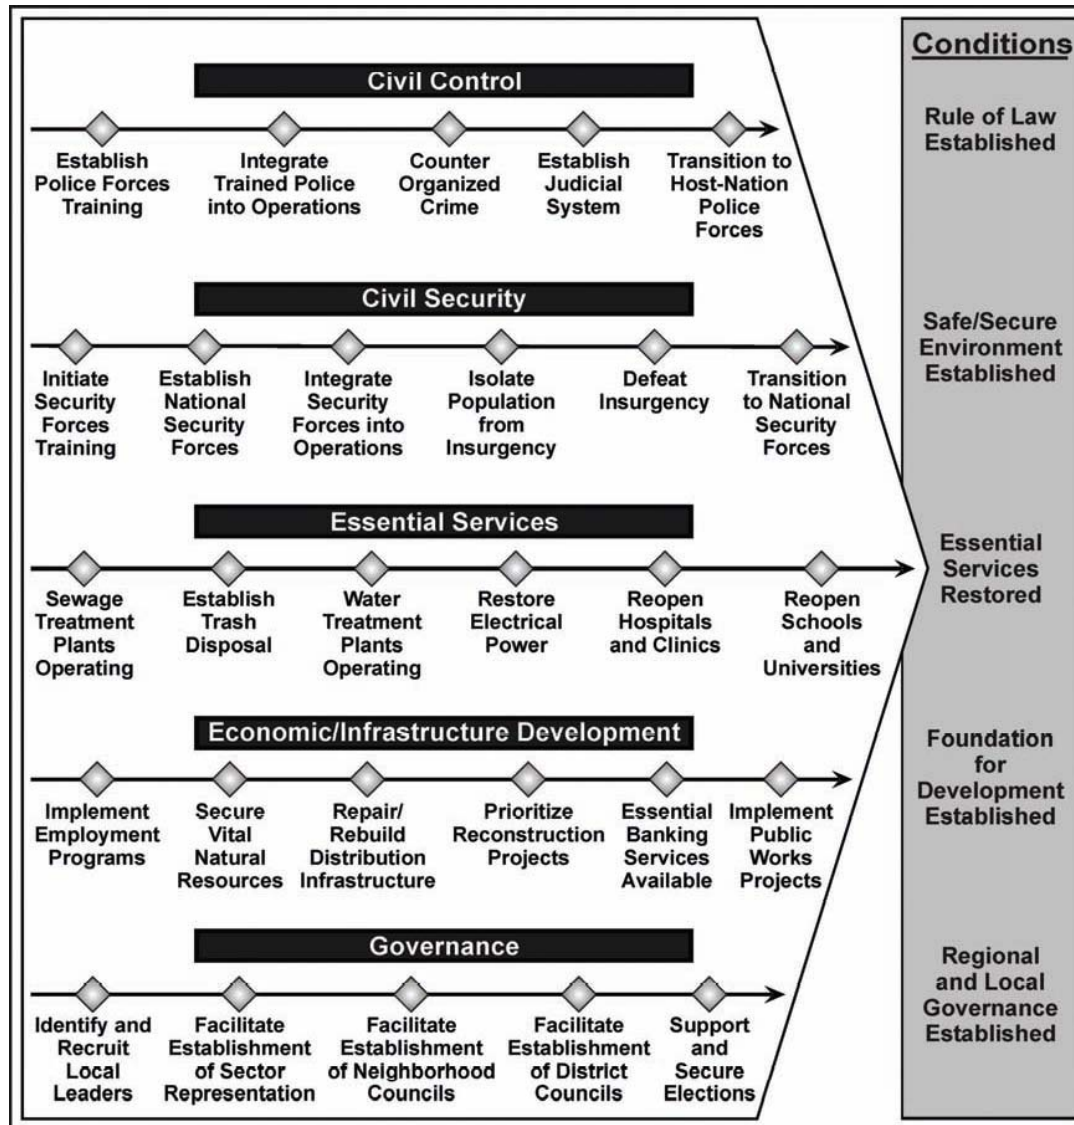 Conditions
Civil Control
Establish
Police Forces
Training
Integrate
Trained Police
into Operations
Counter
Organized
Crime
Establish
Judicial
System
Transition to
Host-Nation
Police
Forces
Rule of Law
Established
Civil Security
Initiate
Security
Forces
Training
Establish
National
Security
Forces
Integrate
Security
Forces into
Operations
Isolate
Population
from
Insurgency
Defeat
Insurgency
Transition
to National
Security
Forces
Safe/Secure
Environment
Established
Essential Services
Sewage
Treatment
Plants
Operating
Establish
Trash
Disposal
Water
Treatment
Plants
Operating
Restore
Electrical
Power
Reopen
Hospitals
and Clinics
Reopen
Schools
and
Universities
Essential
Services
Restored
Economic/Infrastructure Development
Implement
Employment
Programs
Secure
Vital
Natural
Resources
Repair/
Rebuild
Distribution
Infrastructure
Prioritize
Reconstruction
Projects
Essential
Banking
Services
Available
Implement
Public
Works
Projects
Foundation
for
Development
Established
Governance
Identify and
Recruit
Local
Leaders
Facilitate
Establishment
of Sector
Representation
Facilitate
Establishment
of Neighborhood
Councils
Facilitate
Establishment
of District
Councils
Support
and
Secure
Elections
Regional
and Local
Governance
Established